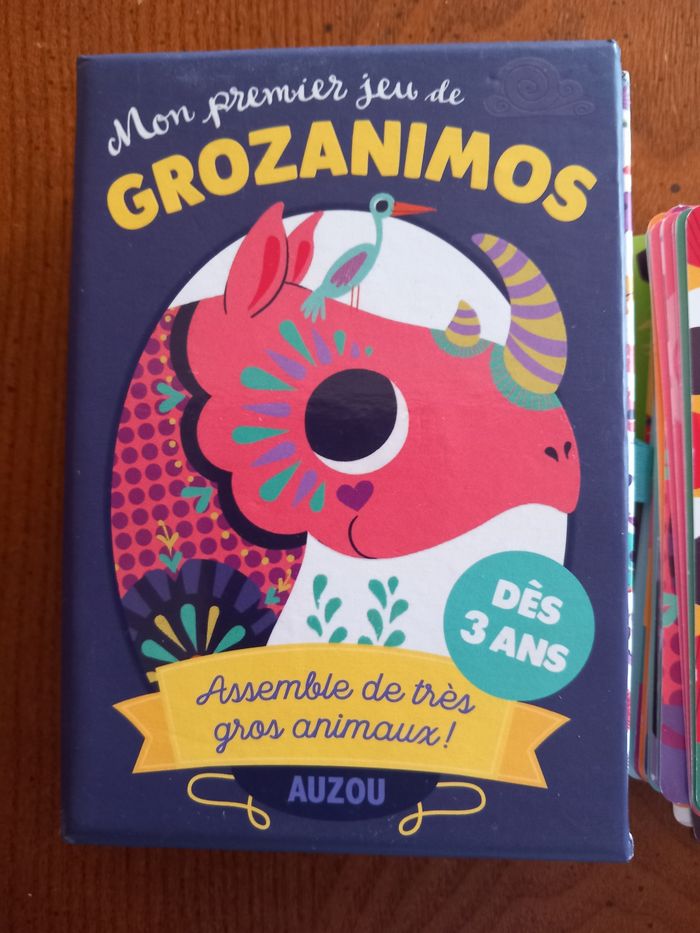 Mon premier jeu de
GROZANIMOS
DÈS
3 ANS
Assemble de très
gros animaux !
AUZOU